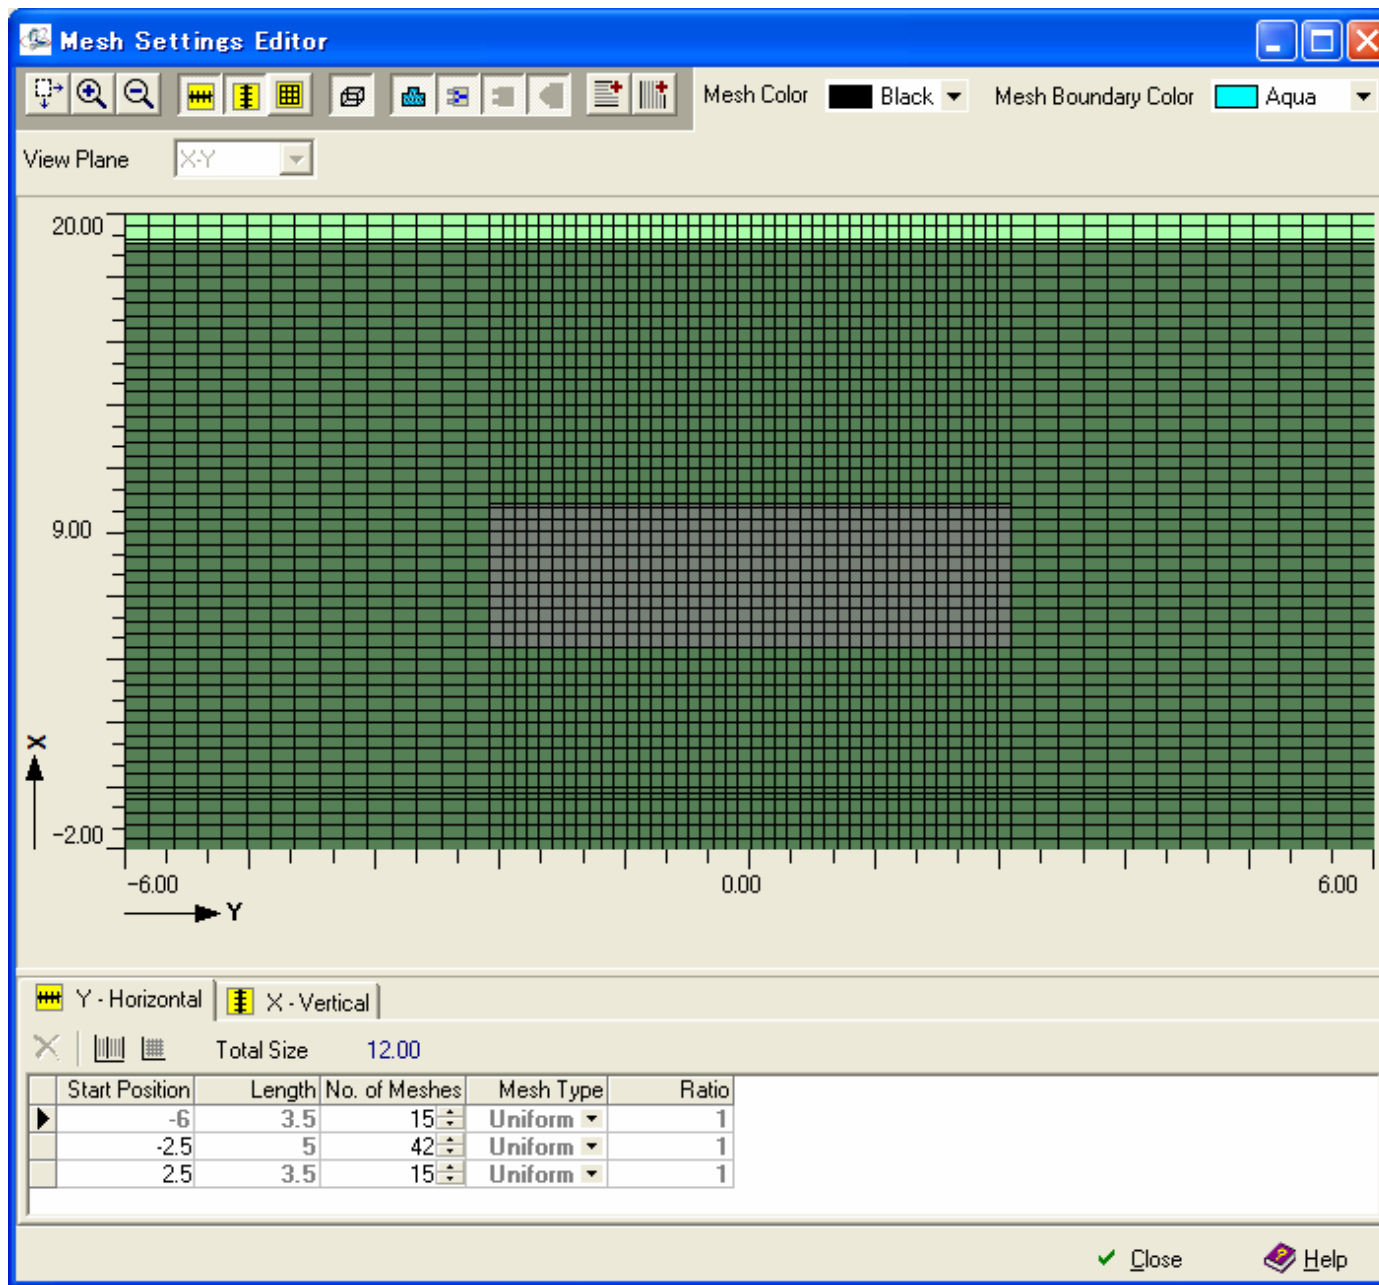 Mesh Settings Editor
Mesh Color Black Mesh Boundary Color Aqua
View Plane X-Y
20.00
9.00
X
-2.00
-6.00 0.00 6.00
Y
Y - Horizontal X - Vertical
Total Size 12.00
Start Position Length No. of Meshes Mesh Type Ratio
-6 3.5 15 Uniform 1
-2.5 5 42 Uniform 1
2.5 3.5 15 Uniform 1
Close Help